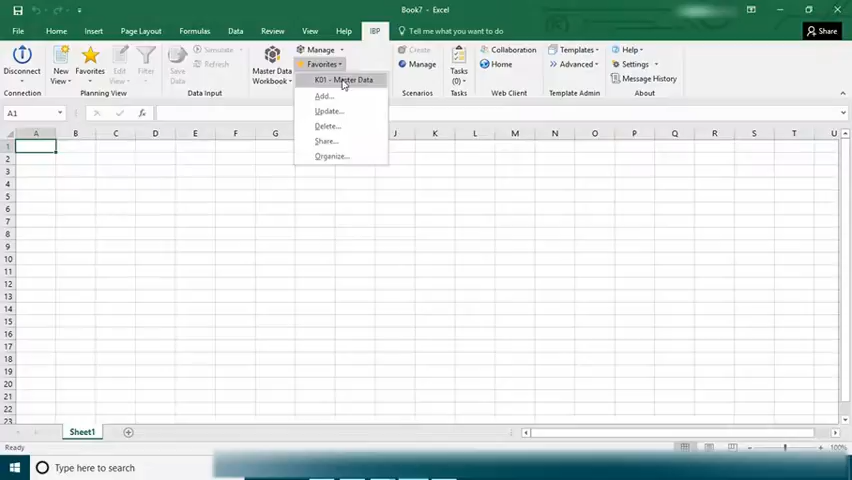 Book7 - Excel
File Home Insert Page Layout Formulas Data Review View Help IBP Tell me what you want to do Share
Simulate Manage Create Collaboration Templates Help
Refresh Favorites Manage Home Advanced Settings
Disconnect New View Favorites Edit View Save Data Master Data Workbook Tasks (0) Message History
K01 - Master Data
Connection Planning View Data Input Scenarios Web Client About
Add...
A1
Update...
Delete...
A B C D E F G J K L M N O P Q R S T U
Share...
1
Organize...
2
3
4
5
6
7
8
9
10
11
12
13
14
15
16
17
18
19
20
21
22
23
Sheet1
Ready 100%
Type here to search